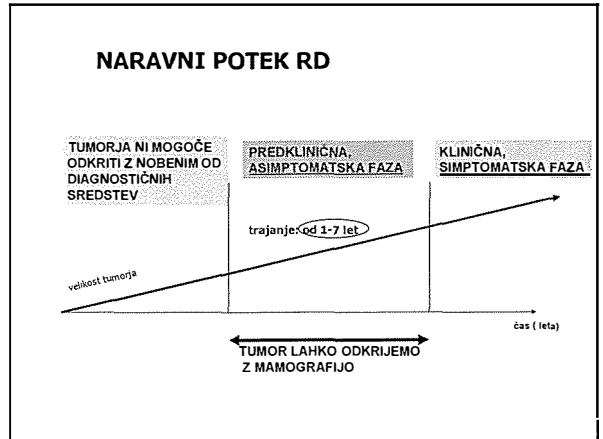 NARAVNI POTEK RD
TUMORJA NI MOGOČE
ODKRITI Z NOBENIM OD
DIAGNOSTIČNIH
SREDSTEV
PREDKLINIČNA,
ASIMPTOMATSKA FAZA
KLINIČNA,
SIMPTOMATSKA FAZA
trajanje: od 1-7 let
velikost tumorja
čas ( leta)
TUMOR LAHKO ODKRIJEMO
Z MAMOGRAFIJO